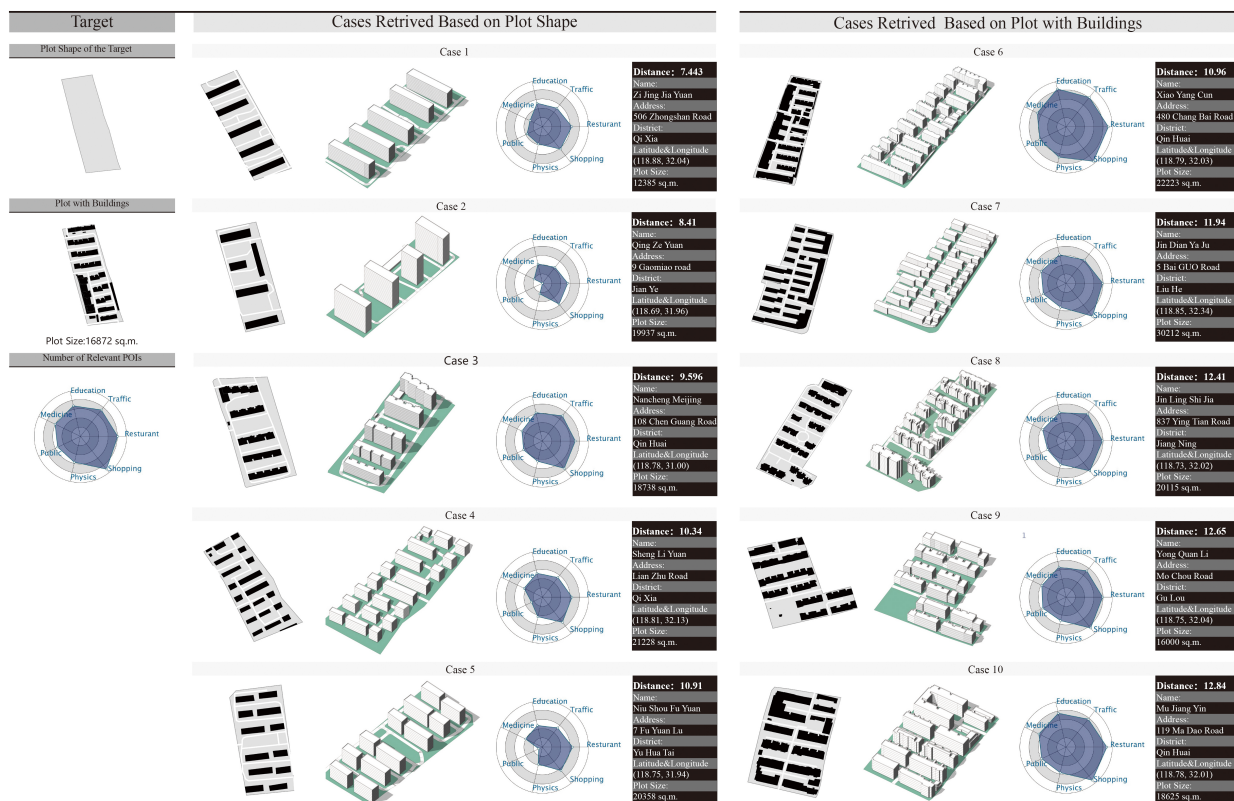 Target
Cases Retrived Based on Plot Shape
Cases Retrived Based on Plot with Buildings
Plot Shape of the Target
Plot with Buildings
Plot Size:16872 sq.m.
Number of Relevant POIs
Education
Traffic
Medicine
Resturant
Public
Shopping
Physics
Case 1
Education
Traffic
Medicine
Resturant
Public
Shopping
Physics
Distance: 7.443
Name:
Zi Jing Jia Yuan
Address:
506 Zhongshan Road
District:
Qi Xia
Latitude&Longitude
(118.88, 32.04)
Plot Size:
12385 sq.m.
Case 2
Education
Traffic
Medicine
Resturant
Public
Shopping
Physics
Distance: 8.41
Name:
Qing Ze Yuan
Address:
9 Gaomiao road
District:
Jian Ye
Latitude&Longitude
(118.69, 31.96)
Plot Size:
19937 sq.m.
Case 3
Education
Traffic
Medicine
Resturant
Public
Shopping
Physics
Distance: 9.596
Name:
Nancheng Meijing
Address:
108 Chen Guang Road
District:
Qin Huai
Latitude&Longitude
(118.78, 31.00)
Plot Size:
18738 sq.m.
Case 4
Education
Traffic
Medicine
Resturant
Public
Shopping
Physics
Distance: 10.34
Name:
Sheng Li Yuan
Address:
Lian Zhu Road
District:
Qi Xia
Latitude&Longitude
(118.81, 32.13)
Plot Size:
21228 sq.m.
Case 5
Education
Traffic
Medicine
Resturant
Public
Shopping
Physics
Distance: 10.91
Name:
Niu Shou Fu Yuan
Address:
7 Fu Yuan Lu
District:
Yu Hua Tai
Latitude&Longitude
(118.75, 31.94)
Plot Size:
20358 sq.m.
Case 6
Education
Traffic
Medicine
Resturant
Public
Shopping
Physics
Distance: 10.96
Name:
Xiao Yang Cun
Address:
480 Chang Bai Road
District:
Qin Huai
Latitude&Longitude
(118.79, 32.03)
Plot Size:
22223 sq.m.
Case 7
Education
Traffic
Medicine
Resturant
Public
Shopping
Physics
Distance: 11.94
Name:
Jin Dian Ya Ju
Address:
5 Bai GUO Road
District:
Liu He
Latitude&Longitude
(118.85, 32.34)
Plot Size:
30212 sq.m.
Case 8
Education
Traffic
Medicine
Resturant
Public
Shopping
Physics
Distance: 12.41
Name:
Jin Ling Shi Jia
Address:
837 Ying Tian Road
District:
Jiang Ning
Latitude&Longitude
(118.73, 32.02)
Plot Size:
20115 sq.m.
Case 9
1
Education
Traffic
Medicine
Resturant
Public
Shopping
Physics
Distance: 12.65
Name:
Yong Quan Li
Address:
Mo Chou Road
District:
Gu Lou
Latitude&Longitude
(118.75, 32.04)
Plot Size:
16000 sq.m.
Case 10
Education
Traffic
Medicine
Resturant
Public
Shopping
Physics
Distance: 12.84
Name:
Mu Jiang Yin
Address:
119 Ma Dao Road
District:
Qin Huai
Latitude&Longitude
(118.78, 32.01)
Plot Size:
18625 sq.m.